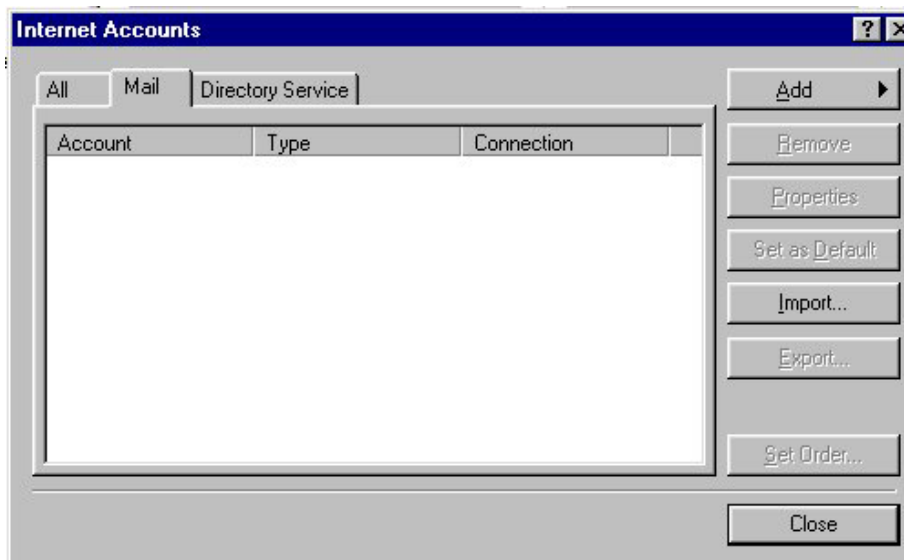 Internet Accounts
All Mail Directory Service
Account Type Connection
Add
Remove
Properties
Set as Default
Import...
Export...
Set Order...
Close